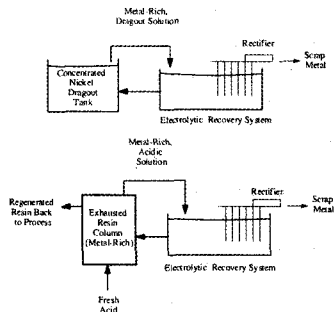 Metal-Rich,
Dragout Solution
Rectifier
Scrap
Metal
Concentrated
Nickel
Dragout
Tank
Electrolytic Recovery System
Metal-Rich,
Acidic
Solution
Rectifier
Scrap
Metal
Regenerated
Resin Back
to Process
Exhausted
Resin
Column
(Metal-Rich)
Electrolytic Recovery System
Fresh
Acid